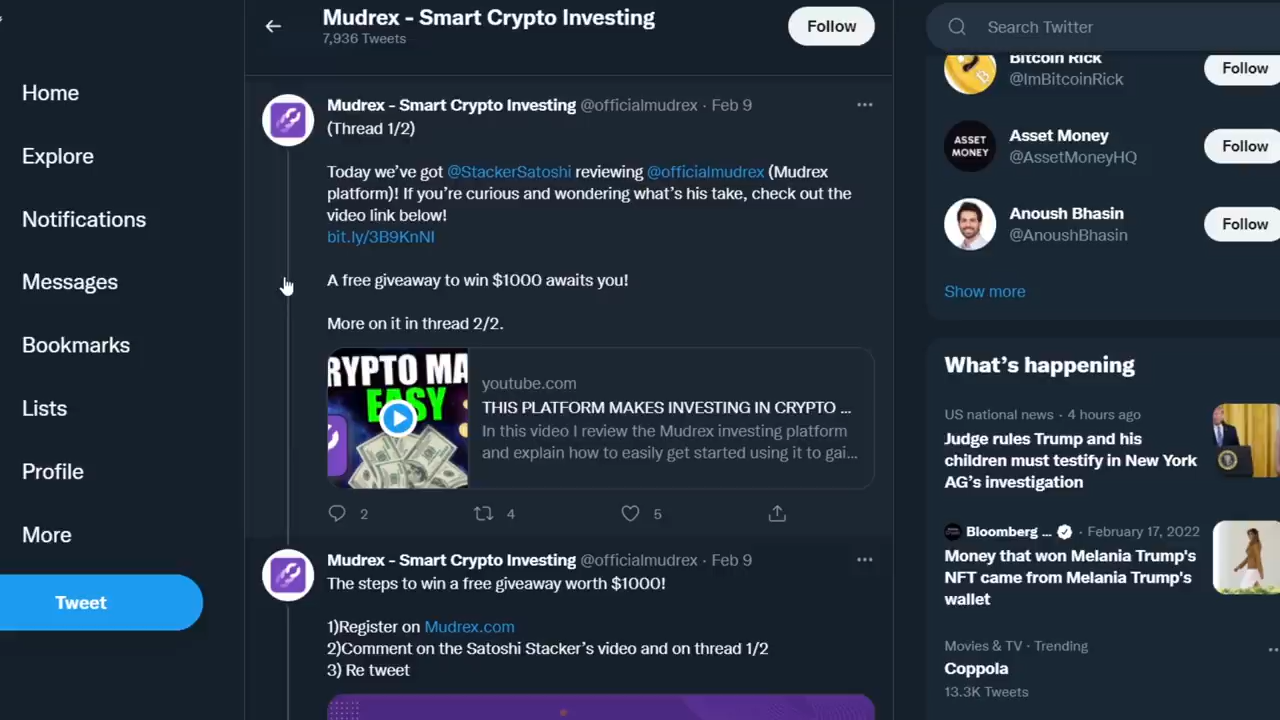 Home
Explore
Notifications
Messages
Bookmarks
Lists
Profile
More
Tweet
Mudrex - Smart Crypto Investing
7,936 Tweets
Follow
Mudrex - Smart Crypto Investing @officialmudrex · Feb 9
(Thread 1/2)
Today we've got @StackerSatoshi reviewing @officialmudrex (Mudrex
platform)! If you're curious and wondering what's his take, check out the
video link below!
bit.ly/3B9KnNI
A free giveaway to win $1000 awaits you!
More on it in thread 2/2.
RYPTO MA
EASY
youtube.com
THIS PLATFORM MAKES INVESTING IN CRYPTO ...
In this video I review the Mudrex investing platform
and explain how to easily get started using it to gai...
2 4 5
Mudrex - Smart Crypto Investing @officialmudrex · Feb 9
The steps to win a free giveaway worth $1000!
1)Register on Mudrex.com
2)Comment on the Satoshi Stacker's video and on thread 1/2
3) Re tweet
Search Twitter
Bitcoin Rick
@ImBitcoinRick
Follow
ASSET
MONEY
Asset Money
@AssetMoneyHQ
Follow
Anoush Bhasin
@AnoushBhasin
Follow
Show more
What's happening
US national news · 4 hours ago
Judge rules Trump and his
children must testify in New York
AG's investigation
Bloomberg ... · February 17, 2022
Money that won Melania Trump's
NFT came from Melania Trump's
wallet
Movies & TV · Trending
Coppola
13.3K Tweets